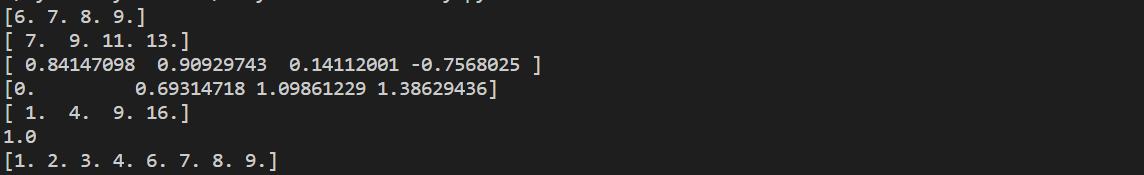 [6. 7. 8. 9.]
[ 7.  9. 11. 13.]
[ 0.84147098  0.90929743  0.14112001 -0.7568025 ]
[0.         0.69314718 1.09861229 1.38629436]
[ 1.  4.  9. 16.]
1.0
[1. 2. 3. 4. 6. 7. 8. 9.]